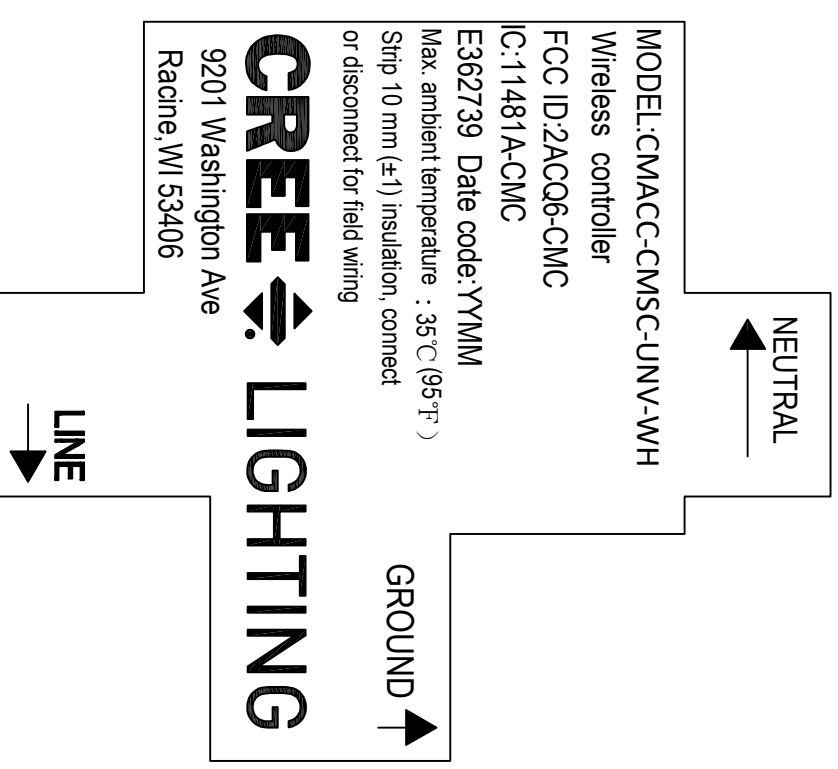 NEUTRAL
MODEL:CMACC-CMSC-UNV-WH
Wireless controller
FCC ID:2ACQ6-CMC
IC:11481A-CMC
E362739 Date code:YYMM
Max. ambient temperature : 35℃ (95℉)
Strip 10 mm (±1) insulation, connect
or disconnect for field wiring
GROUND
CREE LIGHTING
9201 Washington Ave
Racine,WI 53406
LINE